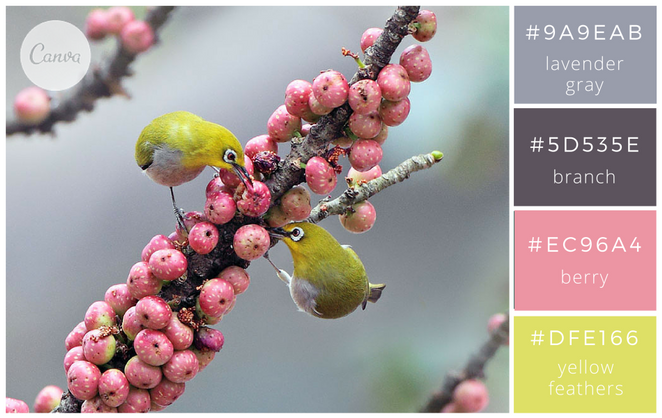 Canva
#9A9EAB
lavender
gray
#5D535E
branch
#EC96A4
berry
#DFE166
yellow
feathers